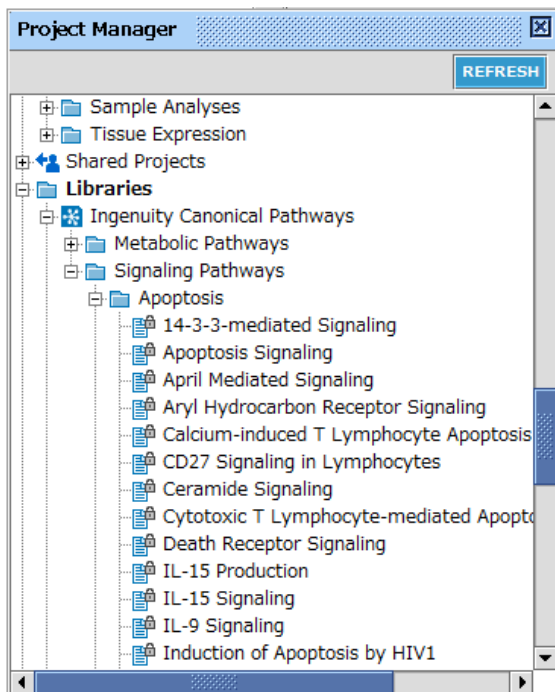 Project Manager
REFRESH
Sample Analyses
Tissue Expression
Shared Projects
Libraries
Ingenuity Canonical Pathways
Metabolic Pathways
Signaling Pathways
Apoptosis
14-3-3-mediated Signaling
Apoptosis Signaling
April Mediated Signaling
Aryl Hydrocarbon Receptor Signaling
Calcium-induced T Lymphocyte Apoptosis
CD27 Signaling in Lymphocytes
Ceramide Signaling
Cytotoxic T Lymphocyte-mediated Apopto
Death Receptor Signaling
IL-15 Production
IL-15 Signaling
IL-9 Signaling
Induction of Apoptosis by HIV1